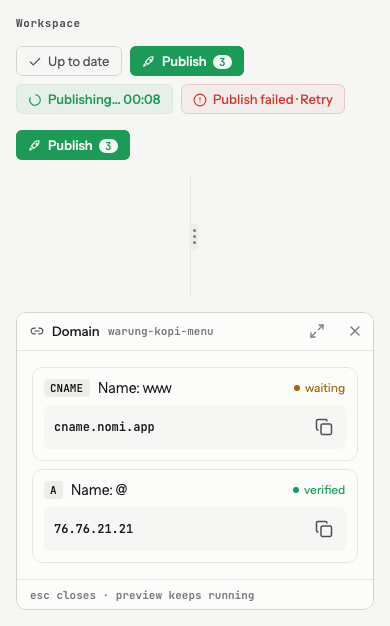 Workspace
Up to date
Publish 3
Publishing... 00:08
Publish failed · Retry
Publish 3
Domain warung-kopi-menu
CNAME Name: www waiting
cname.nomi.app
A Name: @ verified
76.76.21.21
esc closes · preview keeps running